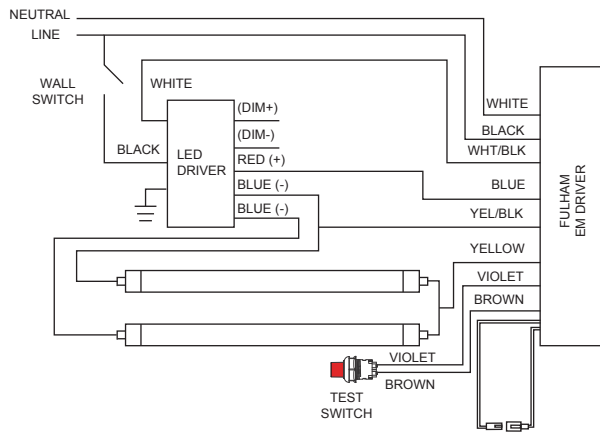 NEUTRAL
LINE
WALL
SWITCH
WHITE
BLACK
LED
DRIVER
(DIM+)
(DIM-)
RED (+)
BLUE (-)
BLUE (-)
WHITE
BLACK
WHT/BLK
BLUE
YEL/BLK
YELLOW
VIOLET
BROWN
FULHAM
EM DRIVER
VIOLET
BROWN
TEST
SWITCH